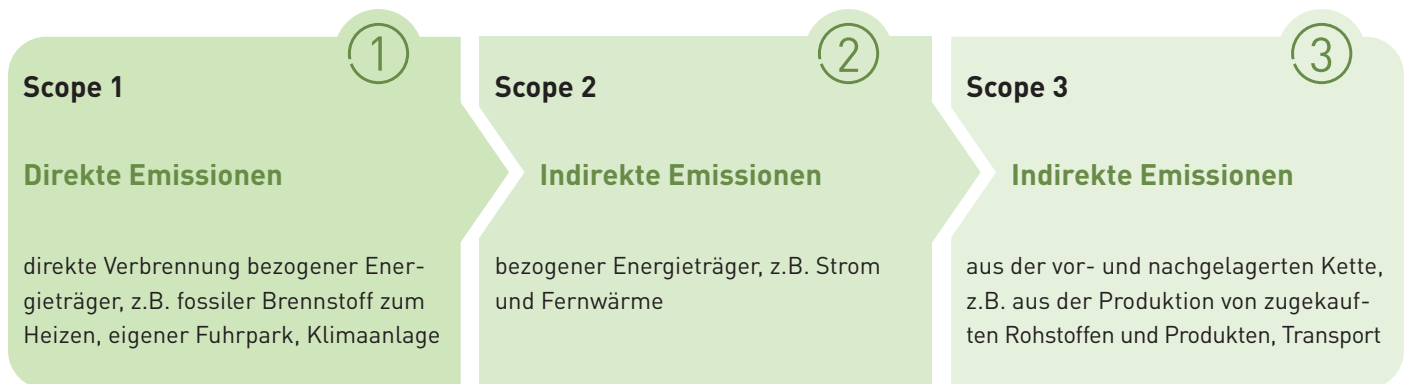 1
Scope 1
Direkte Emissionen
direkte Verbrennung bezogener Ener-
gieträger, z.B. fossiler Brennstoff zum
Heizen, eigener Fuhrpark, Klimaanlage
2
Scope 2
Indirekte Emissionen
bezogener Energieträger, z.B. Strom
und Fernwärme
3
Scope 3
Indirekte Emissionen
aus der vor- und nachgelagerten Kette,
z.B. aus der Produktion von zugekauf-
ten Rohstoffen und Produkten, Transport